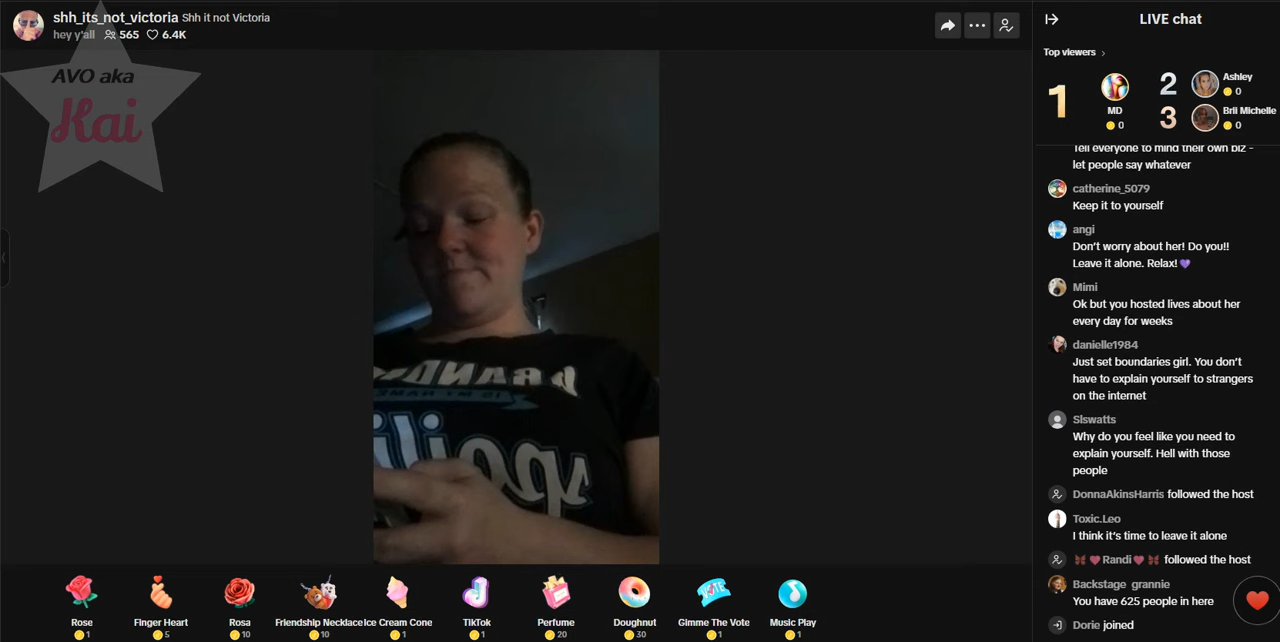 shh_its_not_victoria Shh it not Victoria
hey y'all 565 6.4K
AVO aka
Kai
LIVE chat
Top viewers
1
MD
0
2
Ashley
0
3
Brii Michelle
0
Tell everyone to mind their own biz -
let people say whatever
catherine_5079
Keep it to yourself
angi
Don't worry about her! Do you!!
Leave it alone. Relax!
Mimi
Ok but you hosted lives about her
every day for weeks
danielle1984
Just set boundaries girl. You don't
have to explain yourself to strangers
on the internet
Slswatts
Why do you feel like you need to
explain yourself. Hell with those
people
DonnaAkinsHarris followed the host
Toxic.Leo
I think it's time to leave it alone
Randi followed the host
Backstage grannie
You have 625 people in here
Dorie joined
IS MY NAME
spoili
Rose
1
Finger Heart
5
Rosa
10
Friendship Necklace
10
Ice Cream Cone
1
TikTok
1
Perfume
20
Doughnut
30
VOTE
Gimme The Vote
1
Music Play
1